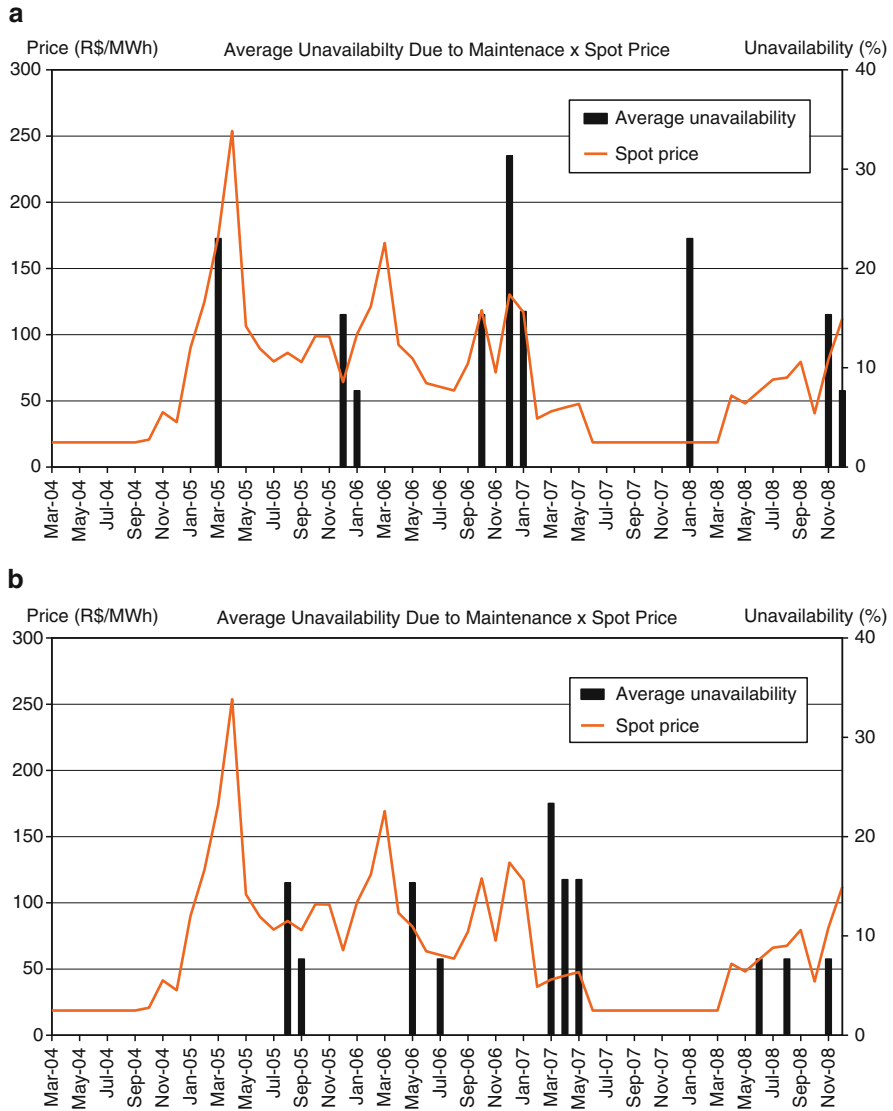 a
Price (R$/MWh) Average Unavailabilty Due to Maintenace x Spot Price Unavailability (%)
300 40
Average unavailability
Spot price
250
30
200
150 20
100
10
50
0 0
Mar-04 May-04 Jul-04 Sep-04 Nov-04 Jan-05 Mar-05 May-05 Jul-05 Sep-05 Nov-05 Jan-06 Mar-06 May-06 Jul-06 Sep-06 Nov-06 Jan-07 Mar-07 May-07 Jul-07 Sep-07 Nov-07 Jan-08 Mar-08 May-08 Jul-08 Sep-08 Nov-08
b
Price (R$/MWh) Average Unavailability Due to Maintenance x Spot Price Unavailability (%)
300 40
Average unavailability
Spot price
250
30
200
150 20
100
10
50
0 0
Mar-04 May-04 Jul-04 Sep-04 Nov-04 Jan-05 Mar-05 May-05 Jul-05 Sep-05 Nov-05 Jan-06 Mar-06 May-06 Jul-06 Sep-06 Nov-06 Jan-07 Mar-07 May-07 Jul-07 Sep-07 Nov-07 Jan-08 Mar-08 May-08 Jul-08 Sep-08 Nov-08